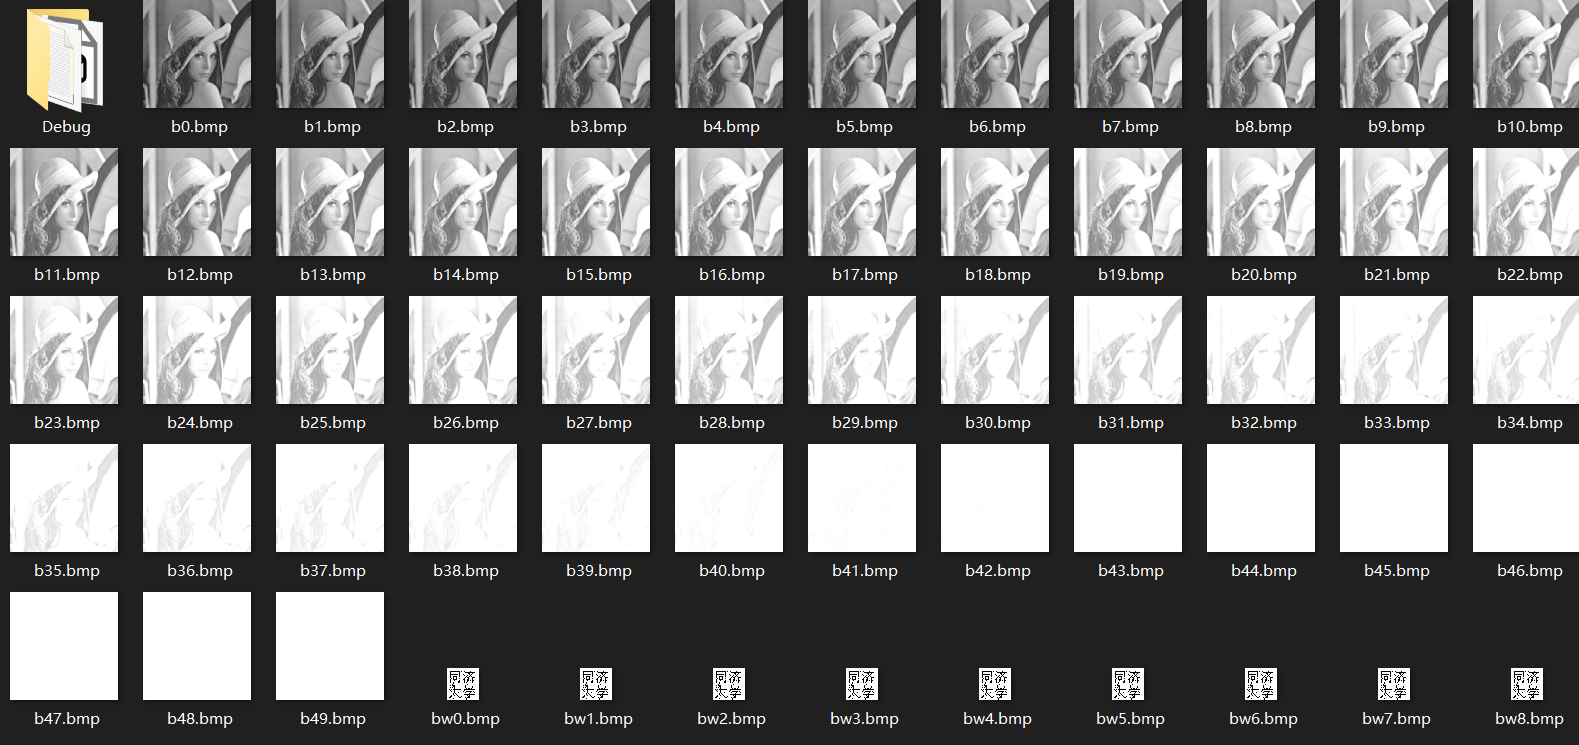 Debug b0.bmp b1.bmp b2.bmp b3.bmp b4.bmp b5.bmp b6.bmp b7.bmp b8.bmp b9.bmp b10.bmp
b11.bmp b12.bmp b13.bmp b14.bmp b15.bmp b16.bmp b17.bmp b18.bmp b19.bmp b20.bmp b21.bmp b22.bmp
b23.bmp b24.bmp b25.bmp b26.bmp b27.bmp b28.bmp b29.bmp b30.bmp b31.bmp b32.bmp b33.bmp b34.bmp
b35.bmp b36.bmp b37.bmp b38.bmp b39.bmp b40.bmp b41.bmp b42.bmp b43.bmp b44.bmp b45.bmp b46.bmp
同济 同济 同济 同济 同济 同济 同济 同济 同济
大学 大学 大学 大学 大学 大学 大学 大学 大学
b47.bmp b48.bmp b49.bmp bw0.bmp bw1.bmp bw2.bmp bw3.bmp bw4.bmp bw5.bmp bw6.bmp bw7.bmp bw8.bmp